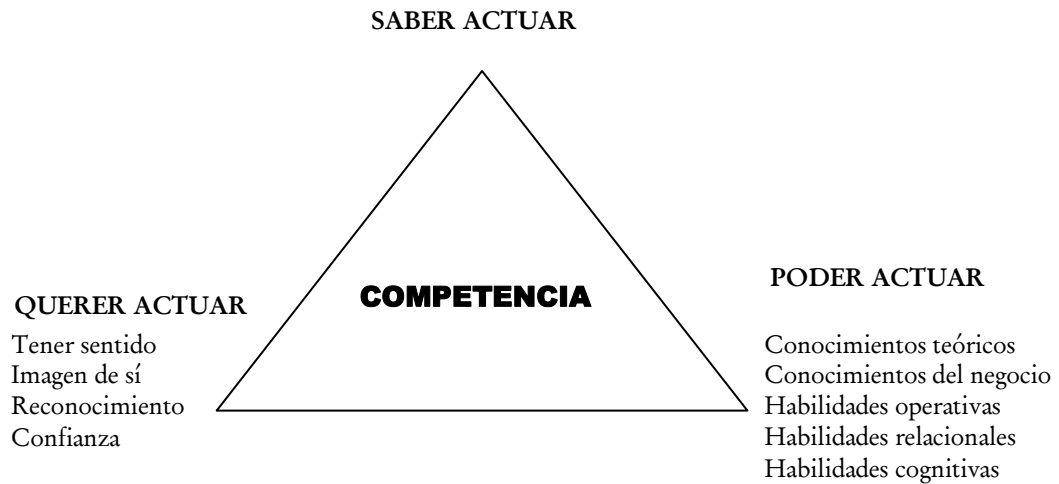 SABER ACTUAR
QUERER ACTUAR
Tener sentido
Imagen de sí
Reconocimiento
Confianza
COMPETENCIA
PODER ACTUAR
Conocimientos teóricos
Conocimientos del negocio
Habilidades operativas
Habilidades relacionales
Habilidades cognitivas